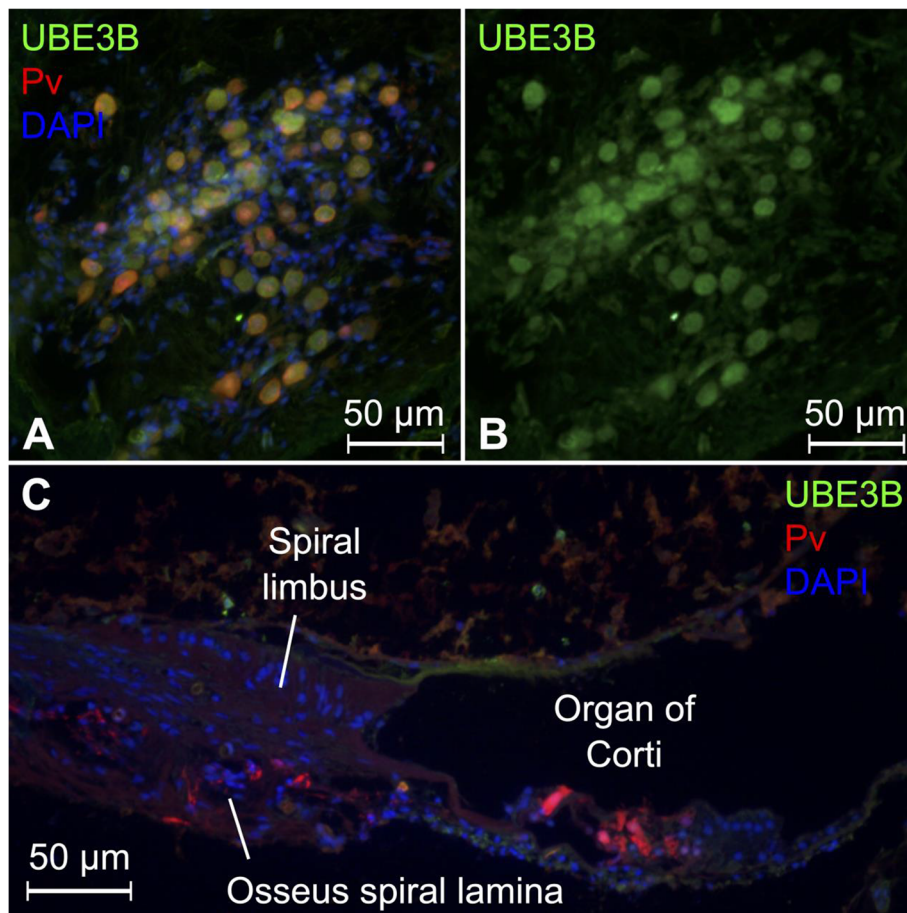 UBE3B
Pv
DAPI
50 µm
A
UBE3B
50 µm
B
C
UBE3B
Pv
DAPI
Spiral
limbus
Organ of
Corti
50 µm
Osseus spiral lamina